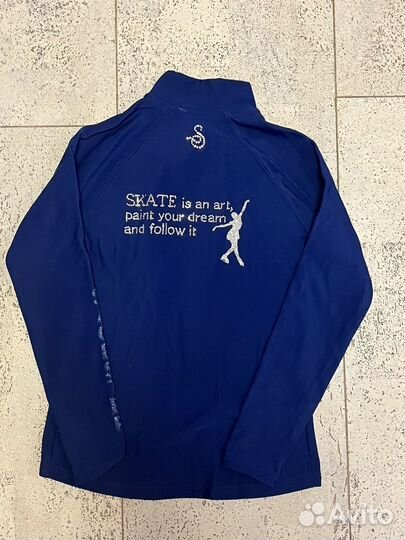 S
SKATE is an art,
paint your dream
and follow it
Avito